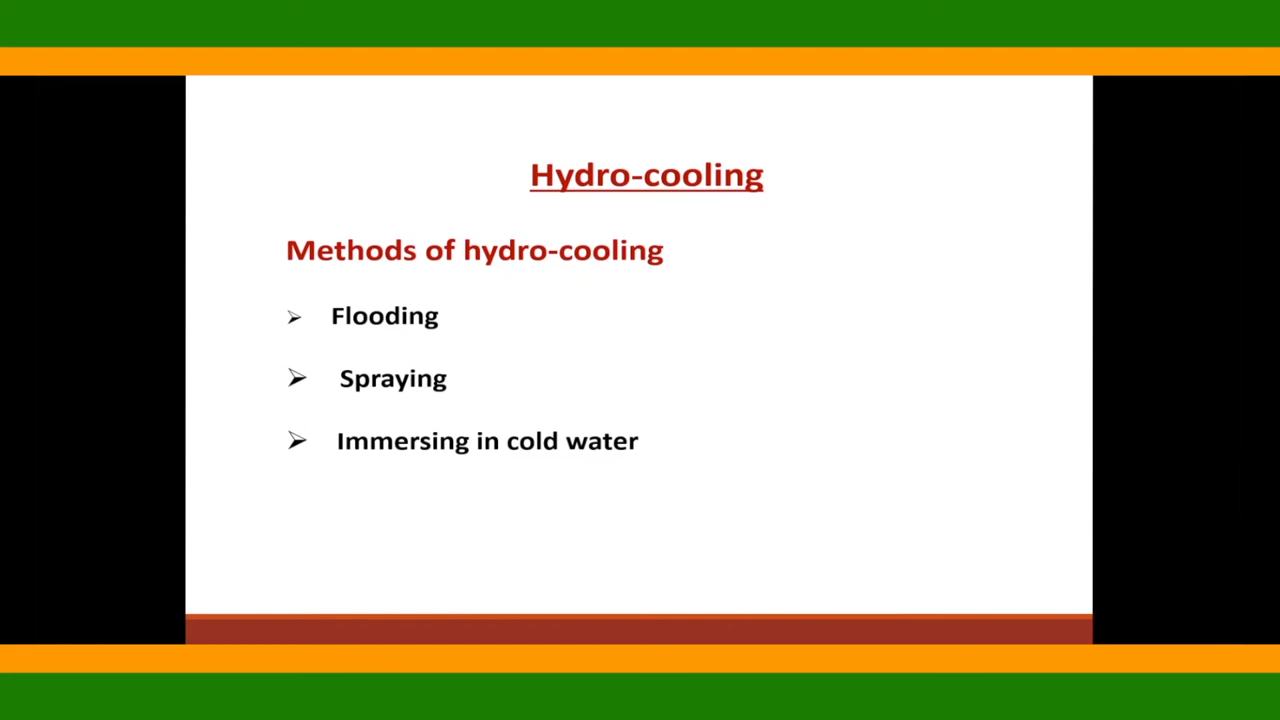 Hydro-cooling
Methods of hydro-cooling
➢ Flooding
➢ Spraying
➢ Immersing in cold water